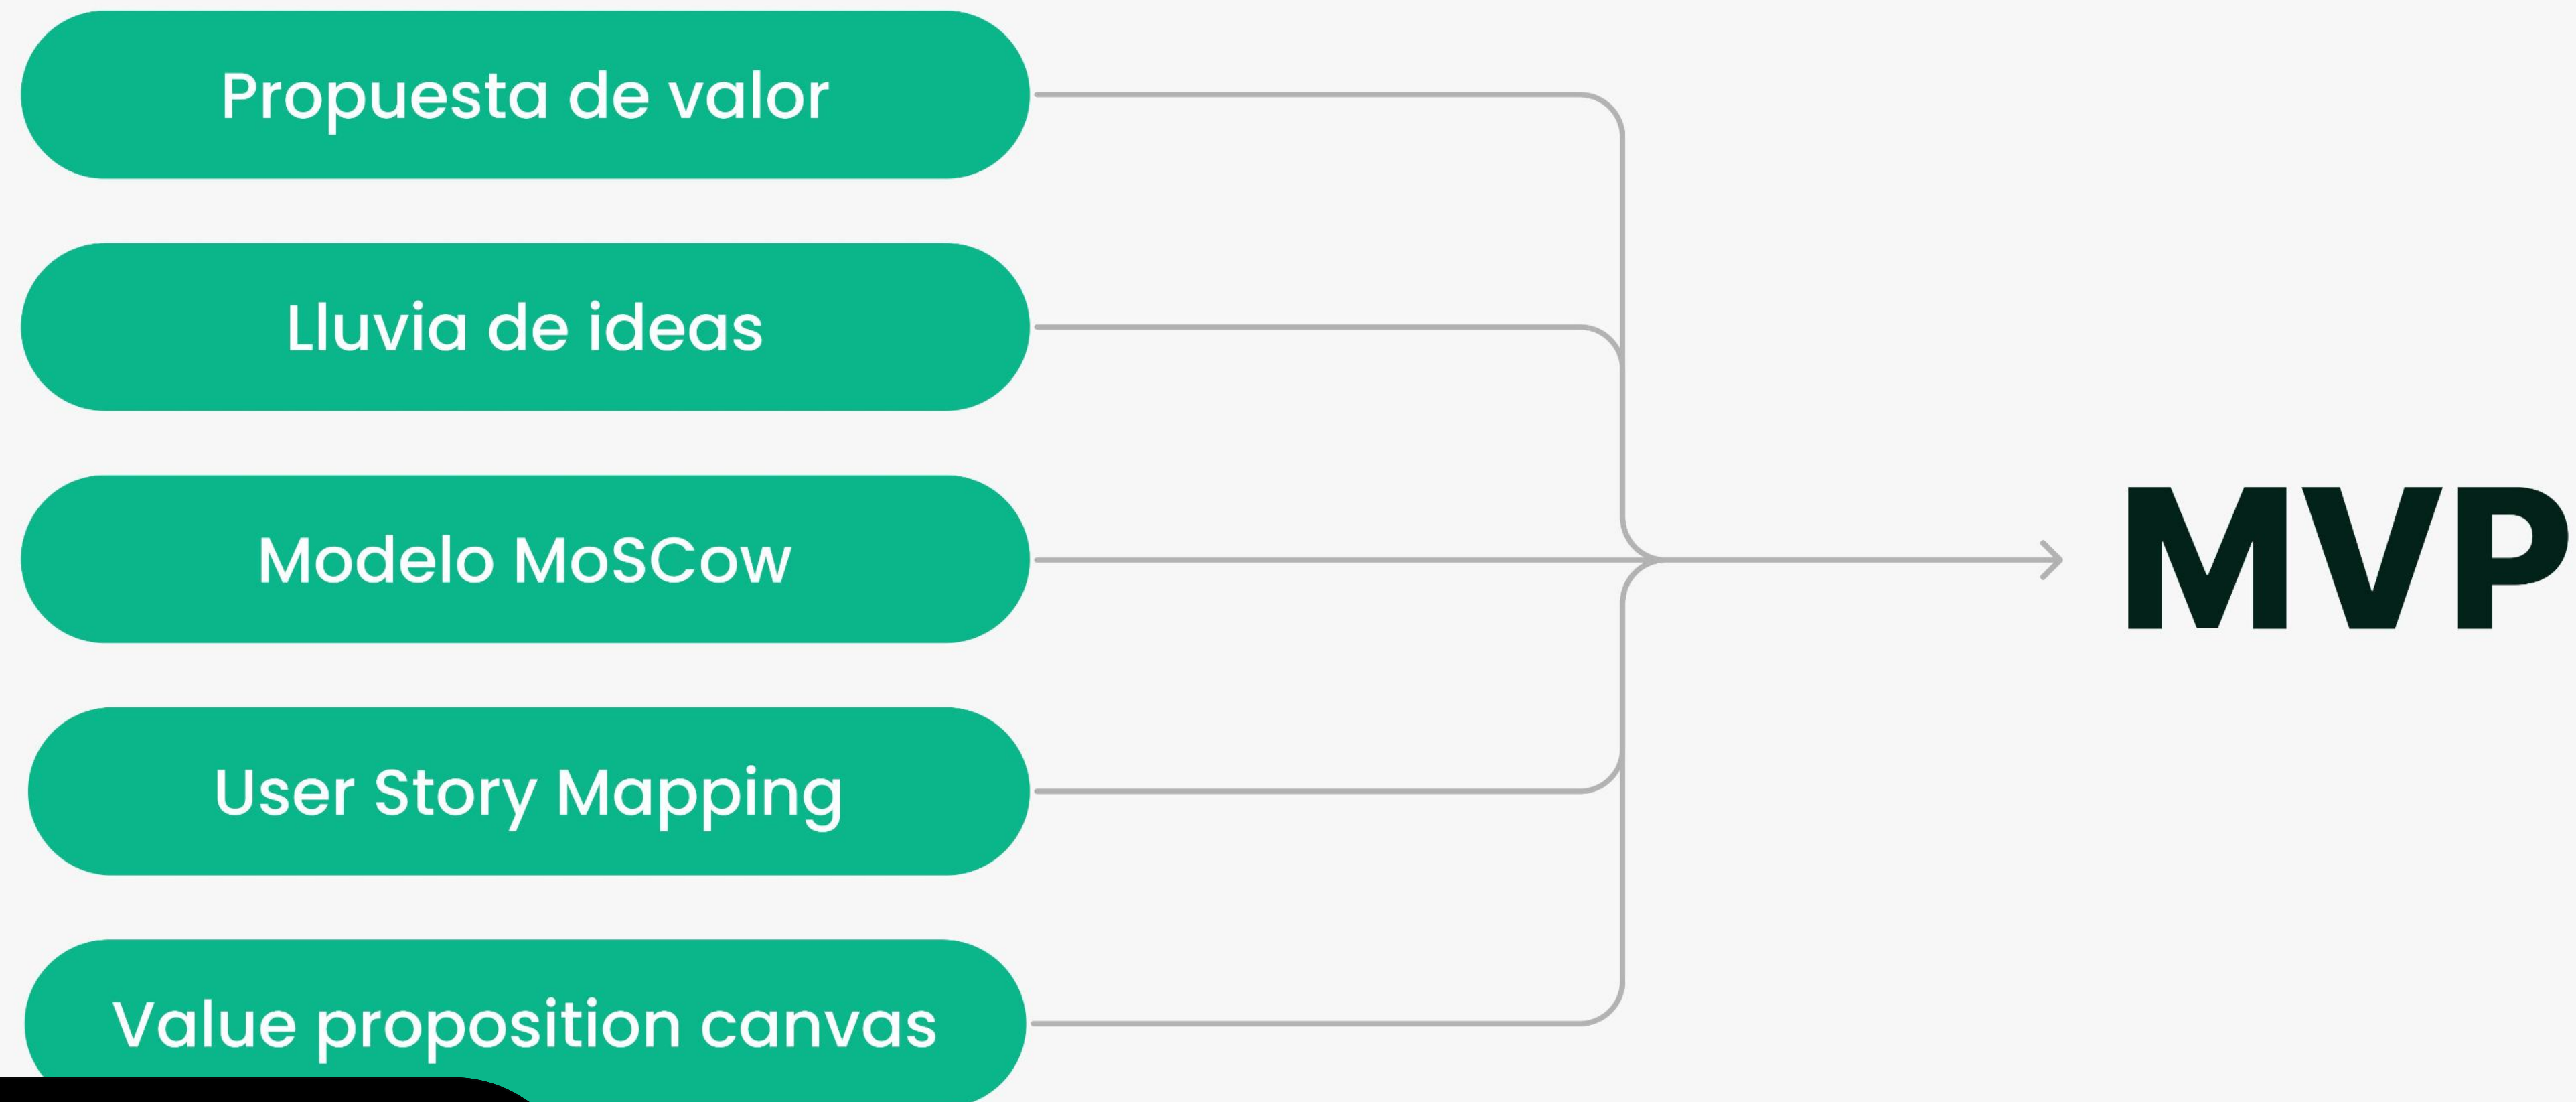 Propuesta de valor
Lluvia de ideas
Modelo MoSCow
MVP
User Story Mapping
Value proposition canvas